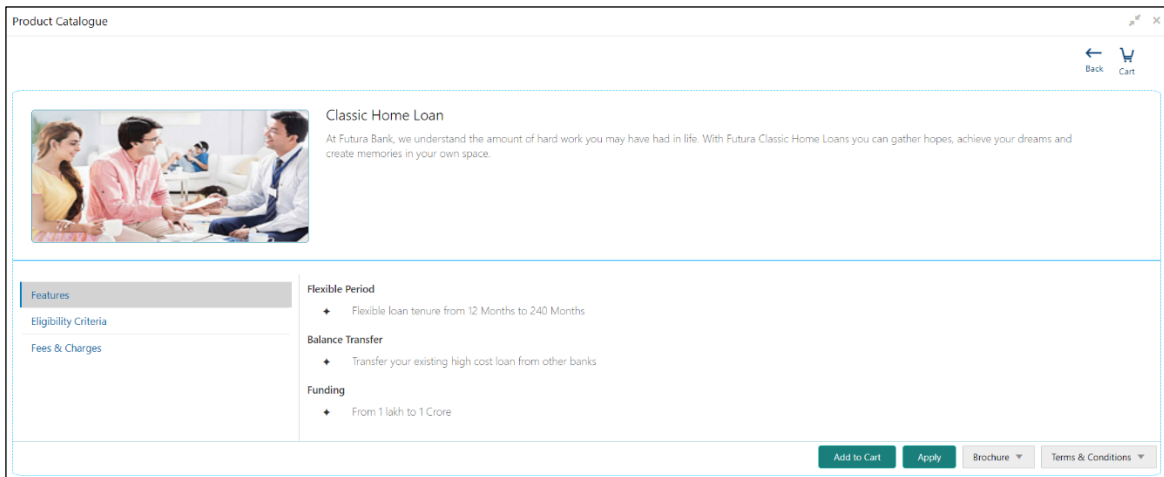 Product Catalogue
Back
Cart
Classic Home Loan
At Futura Bank, we understand the amount of hard work you may have had in life. With Futura Classic Home Loans you can gather hopes, achieve your dreams and
create memories in your own space.
Features
Eligibility Criteria
Fees & Charges
Flexible Period
Flexible loan tenure from 12 Months to 240 Months
Balance Transfer
Transfer your existing high cost loan from other banks
Funding
From 1 lakh to 1 Crore
Add to Cart
Apply
Brochure
Terms & Conditions